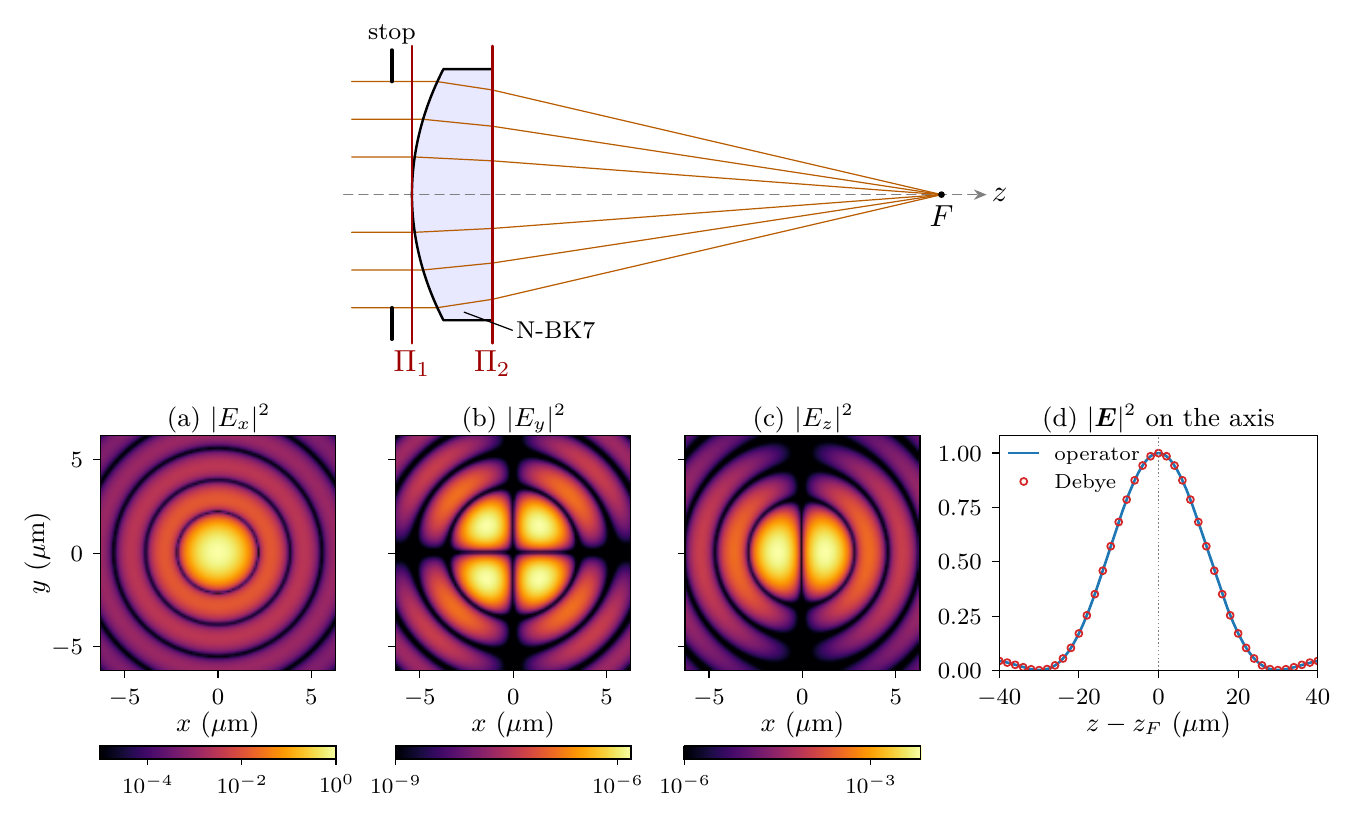 stop
z
F
N-BK7
Π₁ Π₂
(a) |Eₓ|² (b) |E_y|² (c) |E_z|² (d) |𝑬|² on the axis
operator
Debye
y (μm)
5
0
−5
−5 0 5
x (μm)
10⁻⁴ 10⁻² 10⁰
−5 0 5
x (μm)
10⁻⁹ 10⁻⁶
−5 0 5
x (μm)
10⁻⁶ 10⁻³
1.00
0.75
0.50
0.25
0.00
−40 −20 0 20 40
z − z_F (μm)